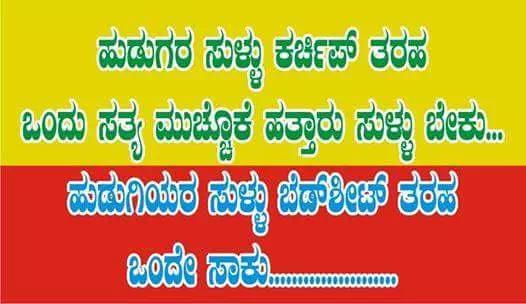 ಹುಡುಗರ ಸುಳ್ಳು ಕರ್ಚಿಪ್ ತರಹ
ಒಂದು ಸತ್ಯ ಮುಚ್ಚೊಕೆ ಹತ್ತಾರು ಸುಳ್ಳು ಬೇಕು...
ಹುಡುಗಿಯರ ಸುಳ್ಳು ಬೆಡ್‌ಶೀಟ್ ತರಹ
ಒಂದೇ ಸಾಕು.......................